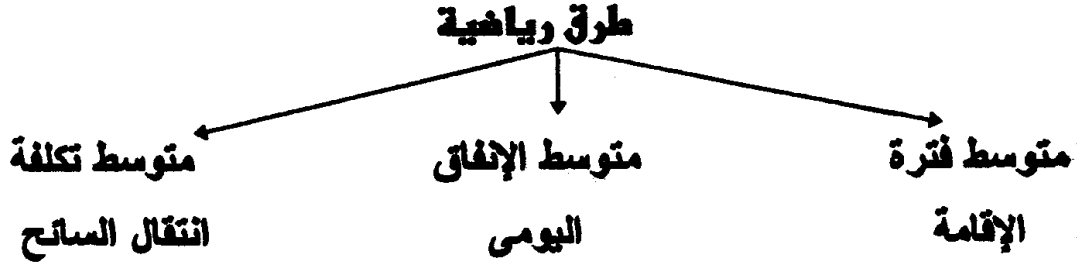 طرق رياضية
متوسط فترة
الإقامة
متوسط الإنفاق
اليومى
متوسط تكلفة
انتقال السائح